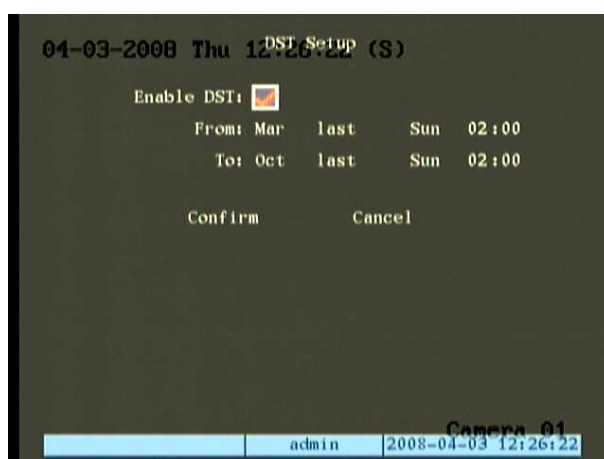 DST Setup
04-03-2008 Thu 12:26:22 (S)
Enable DST:
From: Mar last Sun 02:00
To: Oct last Sun 02:00
Confirm Cancel
Camera 01
admin 2008-04-03 12:26:22